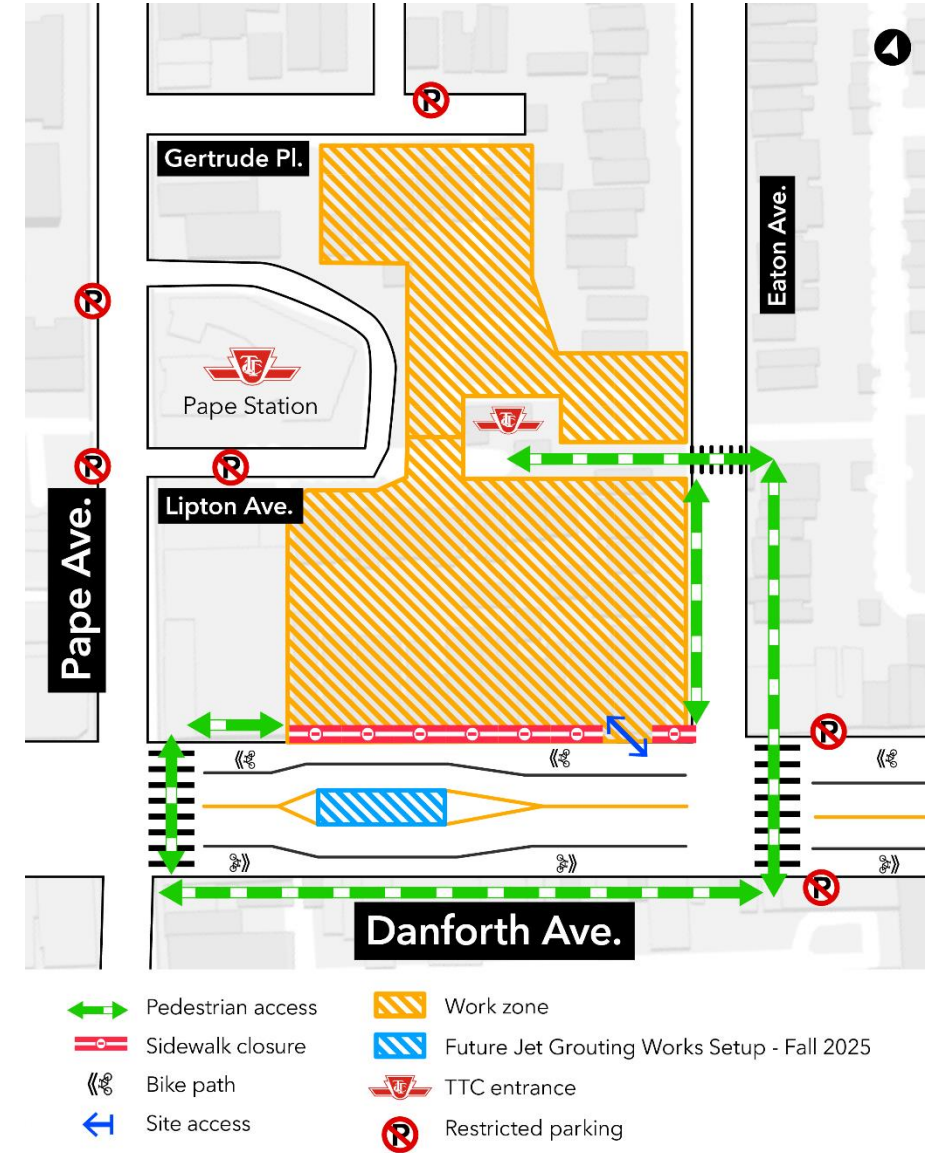 Gertrude Pl.
Eaton Ave.
Pape Station
Lipton Ave.
Pape Ave.
Danforth Ave.
Pedestrian access
Work zone
Sidewalk closure
Future Jet Grouting Works Setup - Fall 2025
Bike path
TTC entrance
Site access
Restricted parking